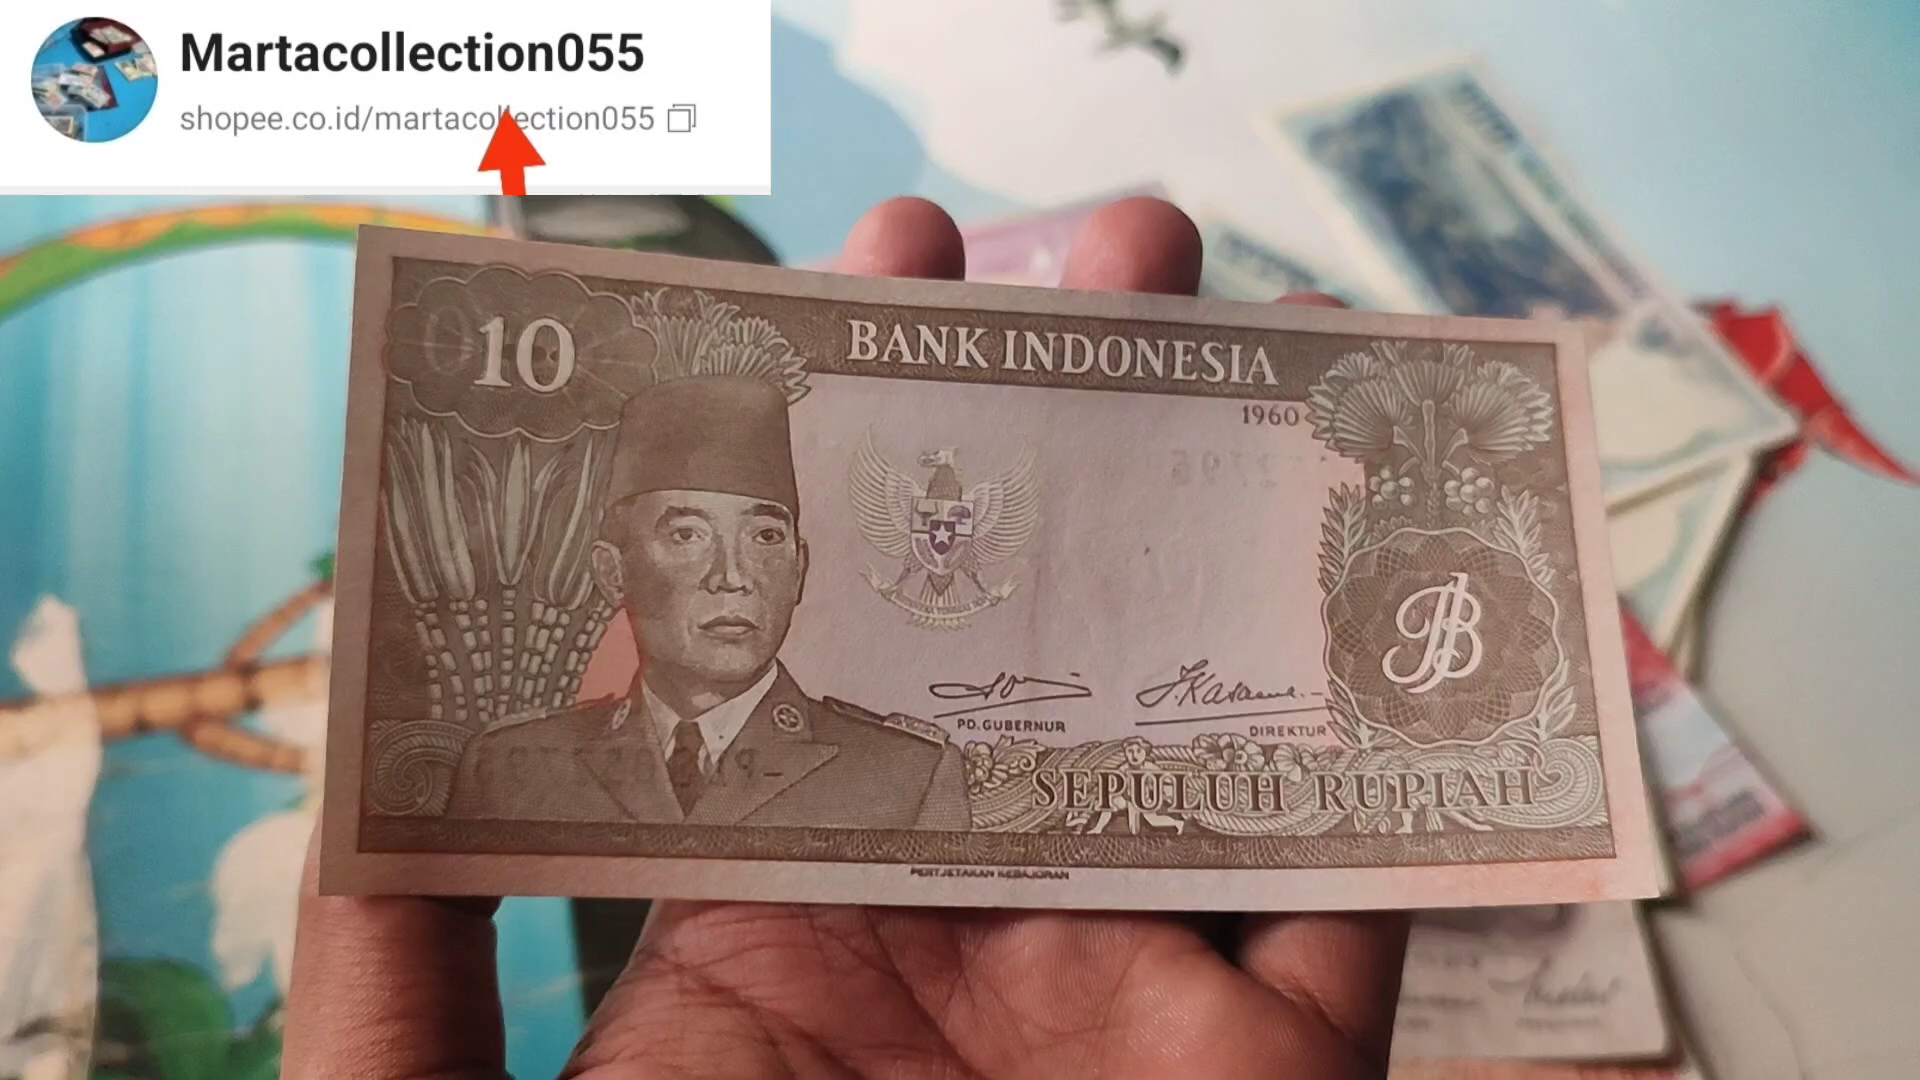 Martacollection055
shopee.co.id/martacollection055
10
BANK INDONESIA
1960
PD.GUBERNUR
DIREKTUR
SEPULUH RUPIAH
PERTJETAKAN KEBAJORAN